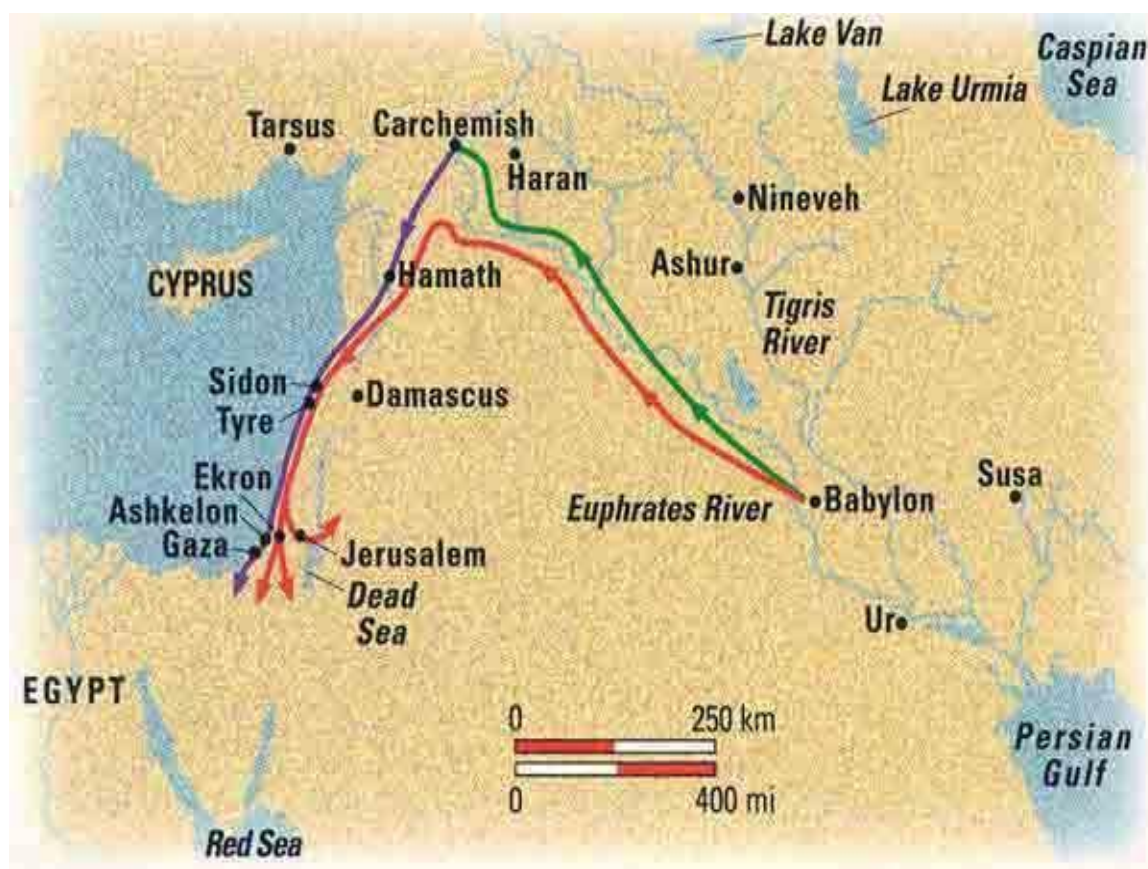 Lake Van
Caspian
Sea
Lake Urmia
Tarsus
Carchemish
Haran
Nineveh
CYPRUS
Hamath
Ashur
Tigris
River
Sidon
Tyre
Damascus
Ekron
Ashkelon
Gaza
Jerusalem
Dead
Sea
Euphrates River
Babylon
Susa
Ur
EGYPT
0 250 km
0 400 mi
Persian
Gulf
Red Sea